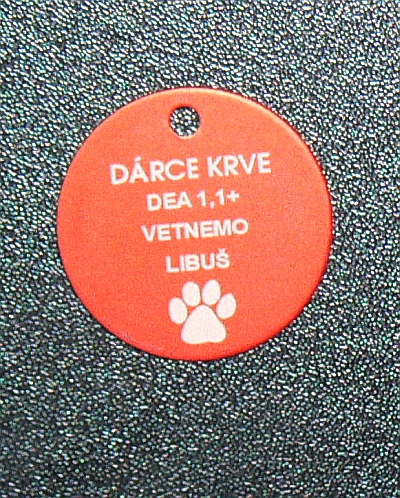 DÁRCE KRVE
DEA 1,1+
VETNEMO
LIBUŠ